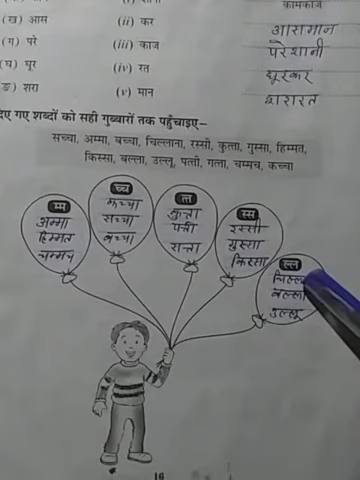 कामकाज
(ख) आस (ii) कर आसामान
(ग) परे (iii) काज परेशानी
(घ) घूर (iv) रत घूरकर
(ङ) शरा (v) मान शरारत
दिए गए शब्दों को सही गुब्बारों तक पहुँचाइए–
सच्चा, अम्मा, बच्चा, चिल्लाना, रस्सी, कुत्ता, गुस्सा, हिम्मत,
किस्सा, बल्ला, उल्लू, पत्ती, गत्ता, चम्मच, कच्चा
म्म
अम्मा
हिम्मत
चम्मच
च्च
कच्चा
सच्चा
बच्चा
त्त
कुत्ता
पत्ती
गत्ता
स्स
रस्सी
गुस्सा
किस्सा
ल्ल
चिल्ल
बल्ला
उल्लू
16